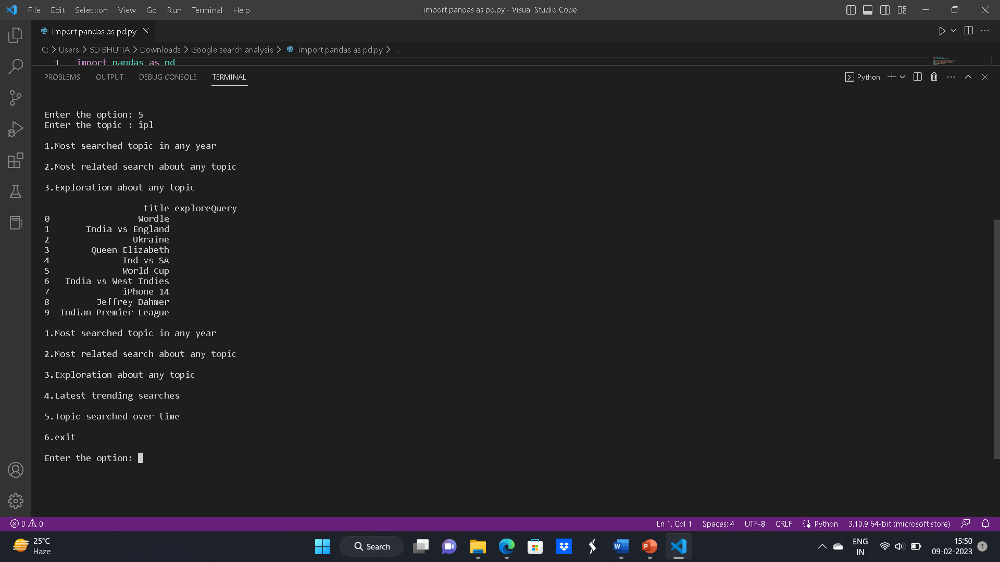 File Edit Selection View Go Run Terminal Help
import pandas as pd.py - Visual Studio Code
import pandas as pd.py
C: > Users > SD BHUTIA > Downloads > Google search analysis > import pandas as pd.py > ...
1 import pandas as pd
PROBLEMS OUTPUT DEBUG CONSOLE TERMINAL
Python
Enter the option: 5
Enter the topic : ipl
1.Most searched topic in any year
2.Most related search about any topic
3.Exploration about any topic
title exploreQuery
0 Wordle
1 India vs England
2 Ukraine
3 Queen Elizabeth
4 Ind vs SA
5 World Cup
6 India vs West Indies
7 iPhone 14
8 Jeffrey Dahmer
9 Indian Premier League
1.Most searched topic in any year
2.Most related search about any topic
3.Exploration about any topic
4.Latest trending searches
5.Topic searched over time
6.exit
Enter the option:
0 0
Ln 1, Col 1 Spaces: 4 UTF-8 CRLF Python 3.10.9 64-bit (microsoft store)
25°C
Haze
Search
ENG
IN
15:50
09-02-2023
1